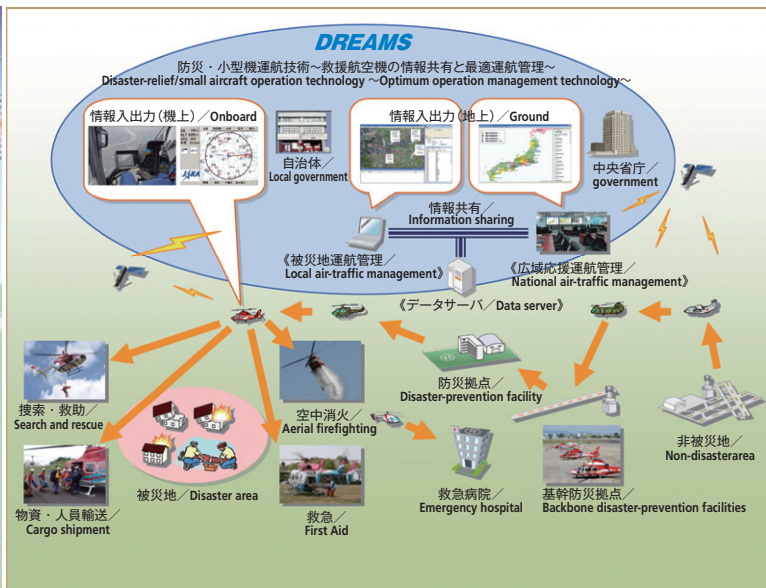 DREAMS
防災・小型機運航技術～救援航空機の情報共有と最適運航管理～
Disaster-relief/small aircraft operation technology ～Optimum operation management technology～
情報入出力（機上）／Onboard
情報入出力（地上）／Ground
自治体／
Local government
中央省庁／
government
情報共有／
Information sharing
《被災地運航管理／
Local air-traffic management》
《広域応援運航管理／
National air-traffic management》
《データサーバ／Data server》
捜索・救助／
Search and rescue
空中消火／
Aerial firefighting
防災拠点／
Disaster-prevention facility
非被災地／
Non-disasterarea
物資・人員輸送／
Cargo shipment
被災地／Disaster area
救急／
First Aid
救急病院／
Emergency hospital
基幹防災拠点／
Backbone disaster-prevention facilities